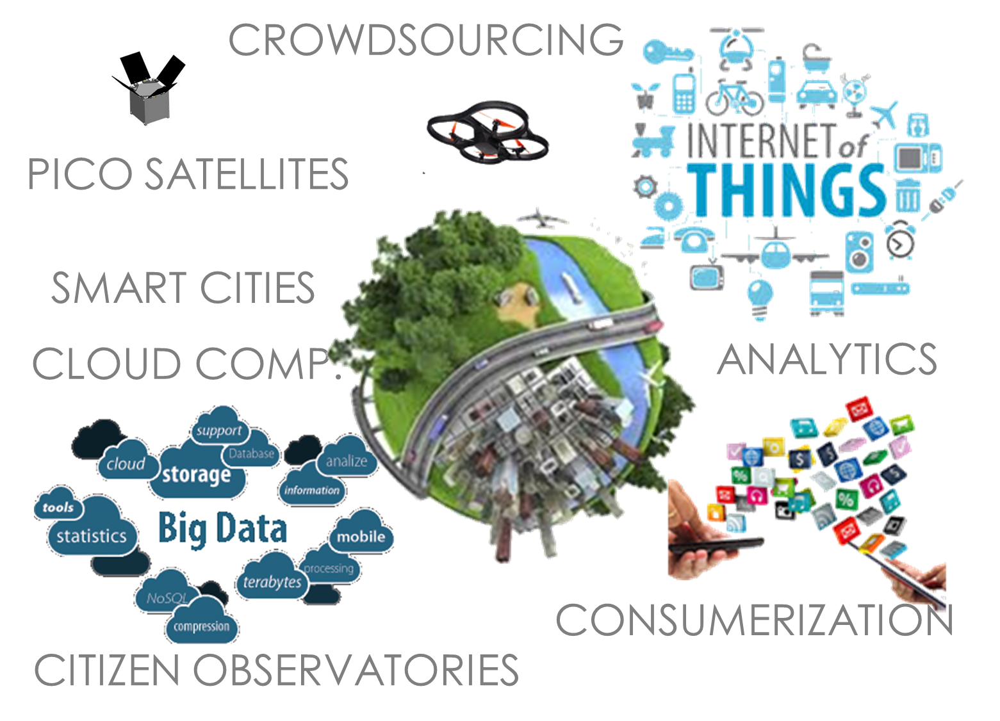 CROWDSOURCING
PICO SATELLITES
INTERNET of
THINGS
SMART CITIES
CLOUD COMP.
ANALYTICS
support
Database
cloud
storage
analize
information
tools
statistics
Big Data
mobile
processing
terabytes
NoSQL
compression
CONSUMERIZATION
CITIZEN OBSERVATORIES